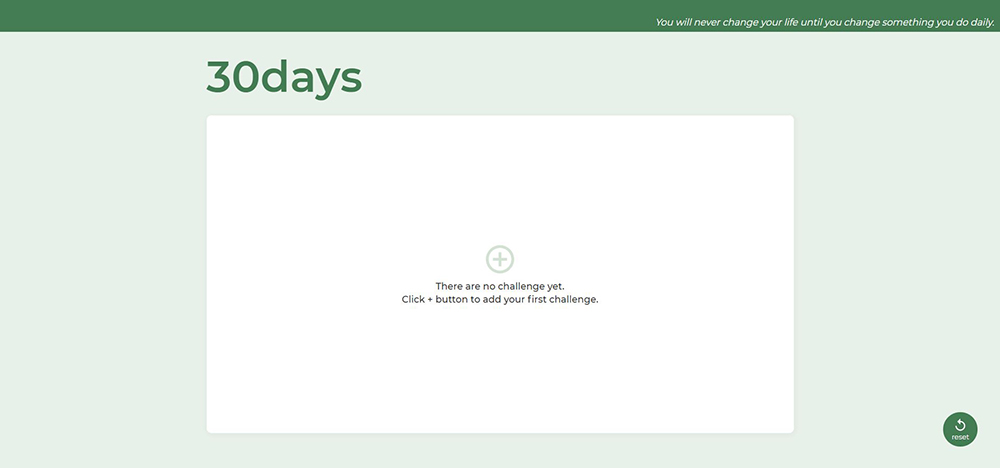 You will never change your life until you change something you do daily.
30days
There are no challenge yet.
Click + button to add your first challenge.
reset